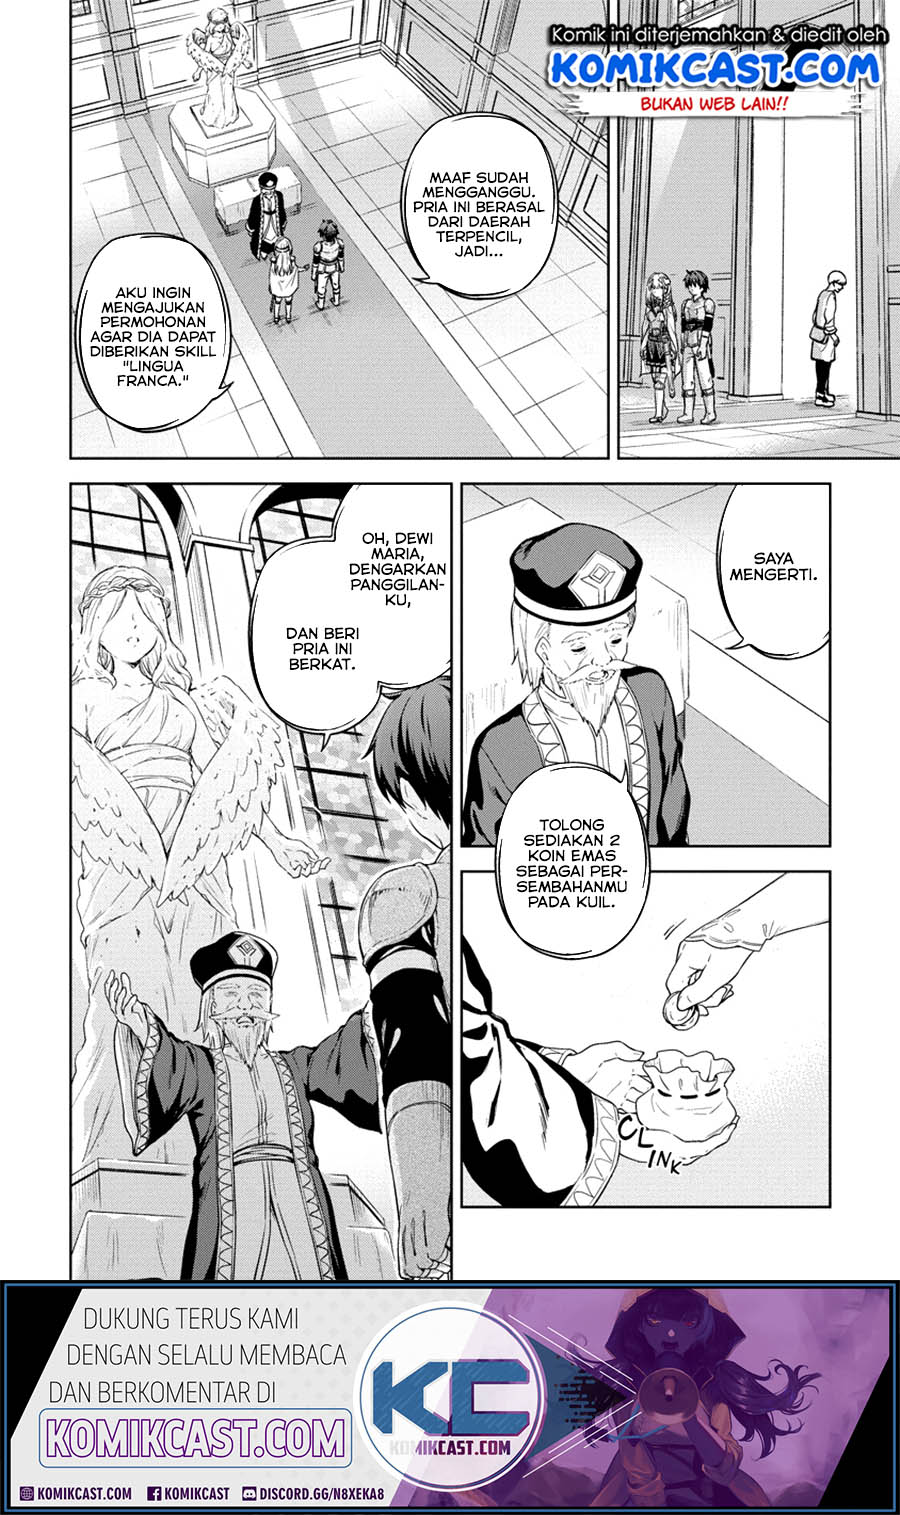 Komik ini diterjemahkan & diedit oleh
KOMIKCAST.COM
BUKAN WEB LAIN!!
MAAF SUDAH
MENGGANGGU.
PRIA INI BERASAL
DARI DAERAH
TERPENCIL,
JADI...
AKU INGIN
MENGAJUKAN
PERMOHONAN
AGAR DIA DAPAT
DIBERIKAN SKILL
"LINGUA
FRANCA."
SAYA
MENGERTI.
TOLONG
SEDIAKAN 2
KOIN EMAS
SEBAGAI PER-
SEMBAHANMU
PADA KUIL.
CLINK
OH, DEWI
MARIA,
DENGARKAN
PANGGILAN-
KU,
DAN BERI
PRIA INI
BERKAT.
DUKUNG TERUS KAMI
DENGAN SELALU MEMBACA
DAN BERKOMENTAR DI
KOMIKCAST.COM
KC
KOMIKCAST.COM
KOMIKCAST.COM
KOMIKCAST
DISCORD.GG/N8XEKA8